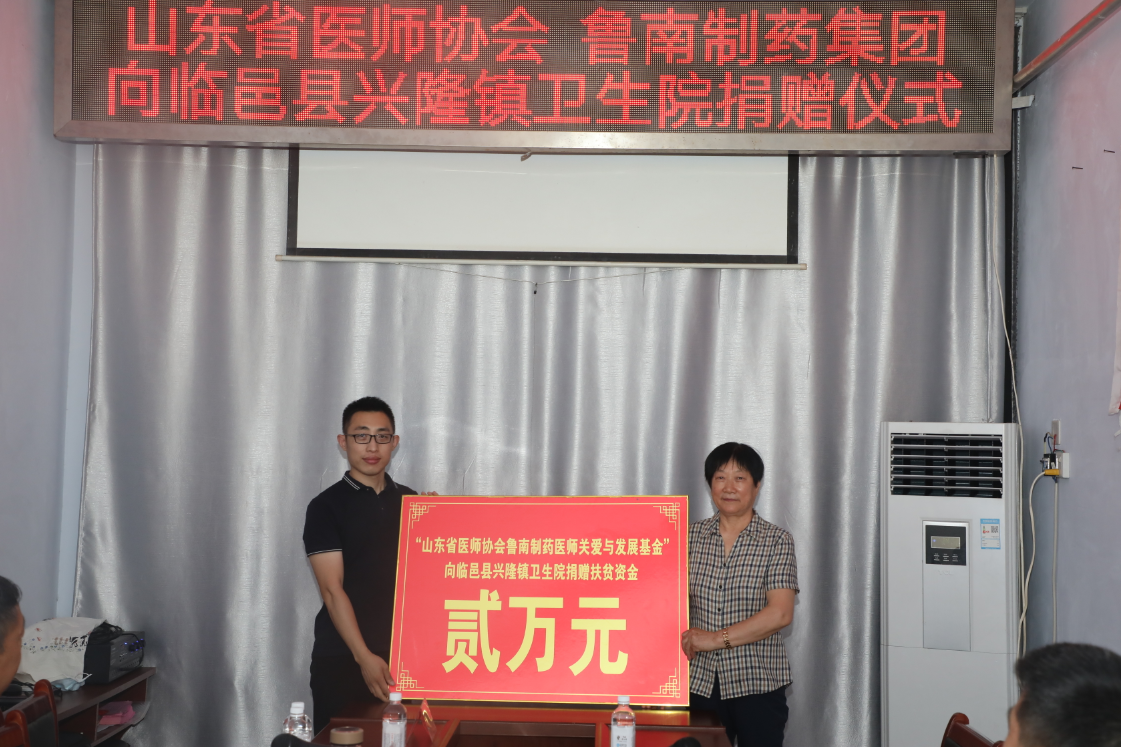 山东省医师协会 鲁南制药集团
向临邑县兴隆镇卫生院捐赠仪式
“山东省医师协会鲁南制药医师关爱与发展基金”
向临邑县兴隆镇卫生院捐赠扶贫资金
贰万元